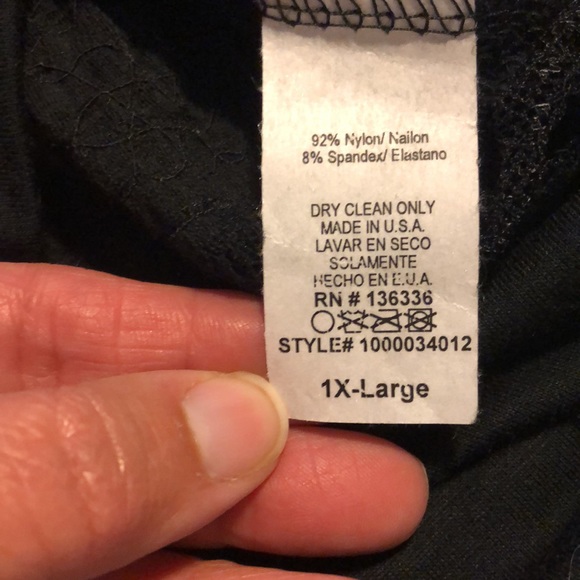 92% Nylon/ Nailon
8% Spandex/ Elastano
DRY CLEAN ONLY
MADE IN U.S.A.
LAVAR EN SECO
SOLAMENTE
HECHO EN E.U.A.
RN # 136336
STYLE# 1000034012
1X-Large